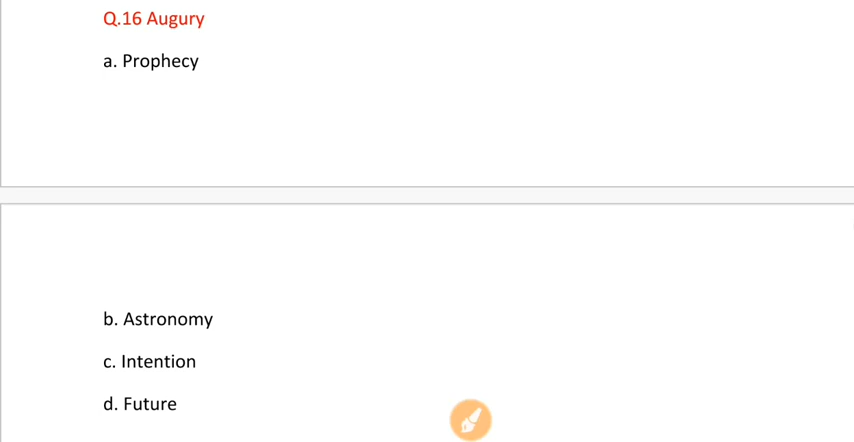 Q.16 Augury
a. Prophecy
b. Astronomy
c. Intention
d. Future